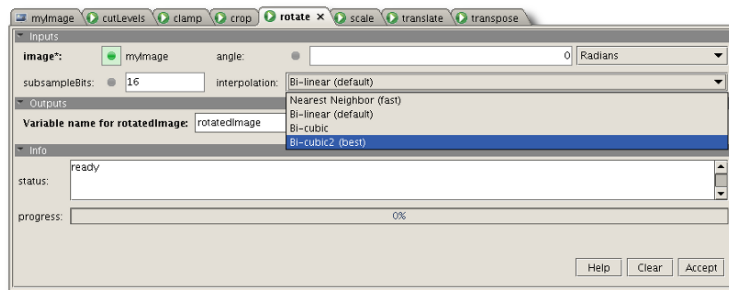 myImage cutLevels clamp crop rotate × scale translate transpose
Inputs
image*: myImage angle: 0 Radians
subsampleBits: 16 interpolation: Bi-linear (default)
Nearest Neighbor (fast)
Bi-linear (default)
Bi-cubic
Bi-cubic2 (best)
Outputs
Variable name for rotatedImage: rotatedImage
Info
status: ready
progress: 0%
Help Clear Accept